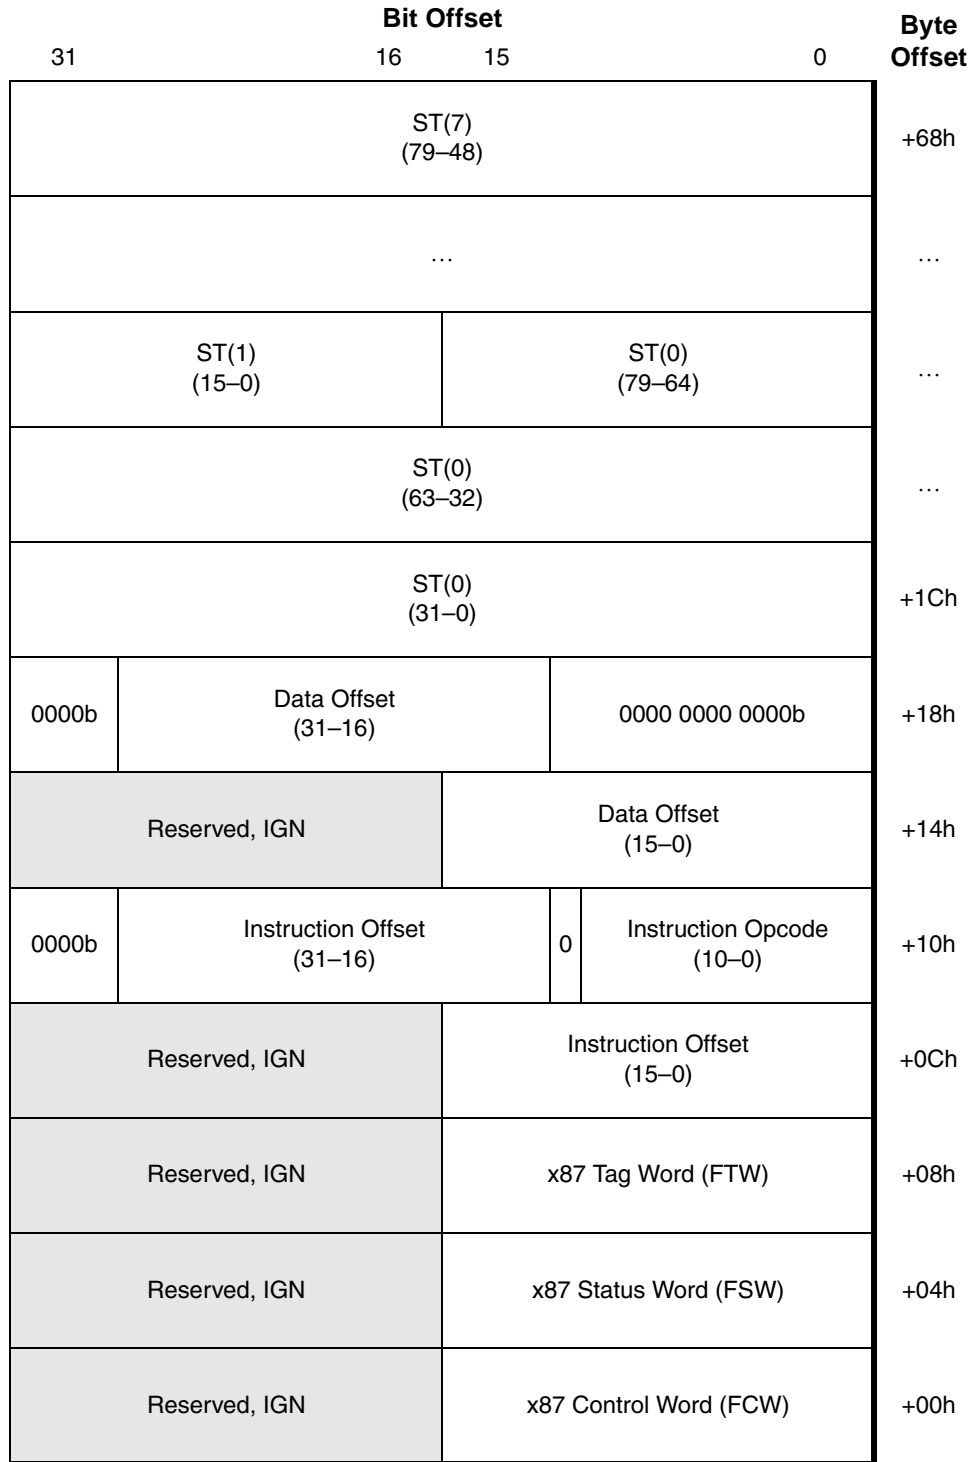 Bit Offset
Byte
Offset
31 16 15 0
ST(7)
(79–48)
+68h
...
...
ST(1)
(15–0)
ST(0)
(79–64)
...
ST(0)
(63–32)
...
ST(0)
(31–0)
+1Ch
0000b
Data Offset
(31–16)
0000 0000 0000b
+18h
Reserved, IGN
Data Offset
(15–0)
+14h
0000b
Instruction Offset
(31–16)
0
Instruction Opcode
(10–0)
+10h
Reserved, IGN
Instruction Offset
(15–0)
+0Ch
Reserved, IGN
x87 Tag Word (FTW)
+08h
Reserved, IGN
x87 Status Word (FSW)
+04h
Reserved, IGN
x87 Control Word (FCW)
+00h